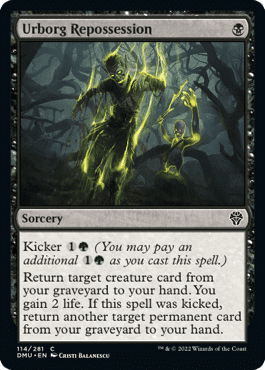 Urborg Repossession
Sorcery
Kicker 1 (You may pay an
additional 1 as you cast this spell.)
Return target creature card from
your graveyard to your hand. You
gain 2 life. If this spell was kicked,
return another target permanent card
from your graveyard to your hand.
114/281 C
DMU • EN CRISTI BALANESCU
™ & © 2022 Wizards of the Coast